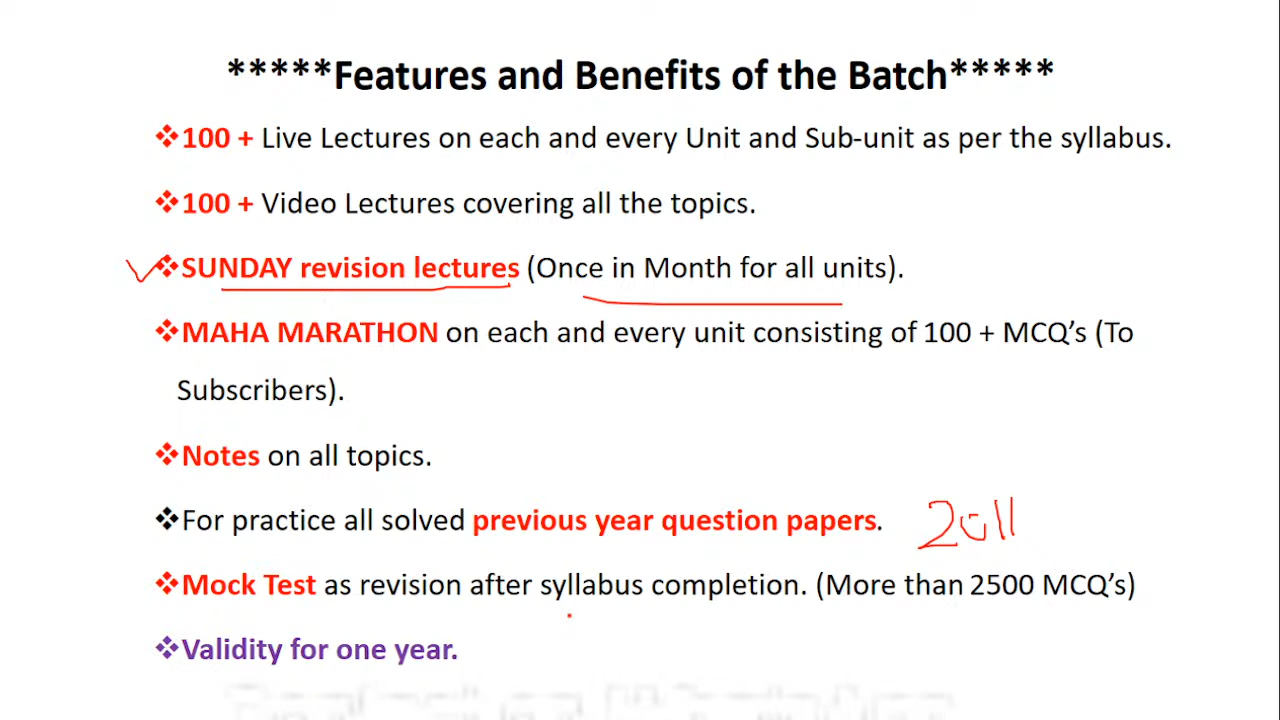 *****Features and Benefits of the Batch*****
❖100 + Live Lectures on each and every Unit and Sub-unit as per the syllabus.
❖100 + Video Lectures covering all the topics.
❖SUNDAY revision lectures (Once in Month for all units).
❖MAHA MARATHON on each and every unit consisting of 100 + MCQ’s (To
Subscribers).
❖Notes on all topics.
❖For practice all solved previous year question papers. 2011
❖Mock Test as revision after syllabus completion. (More than 2500 MCQ’s)
❖Validity for one year.